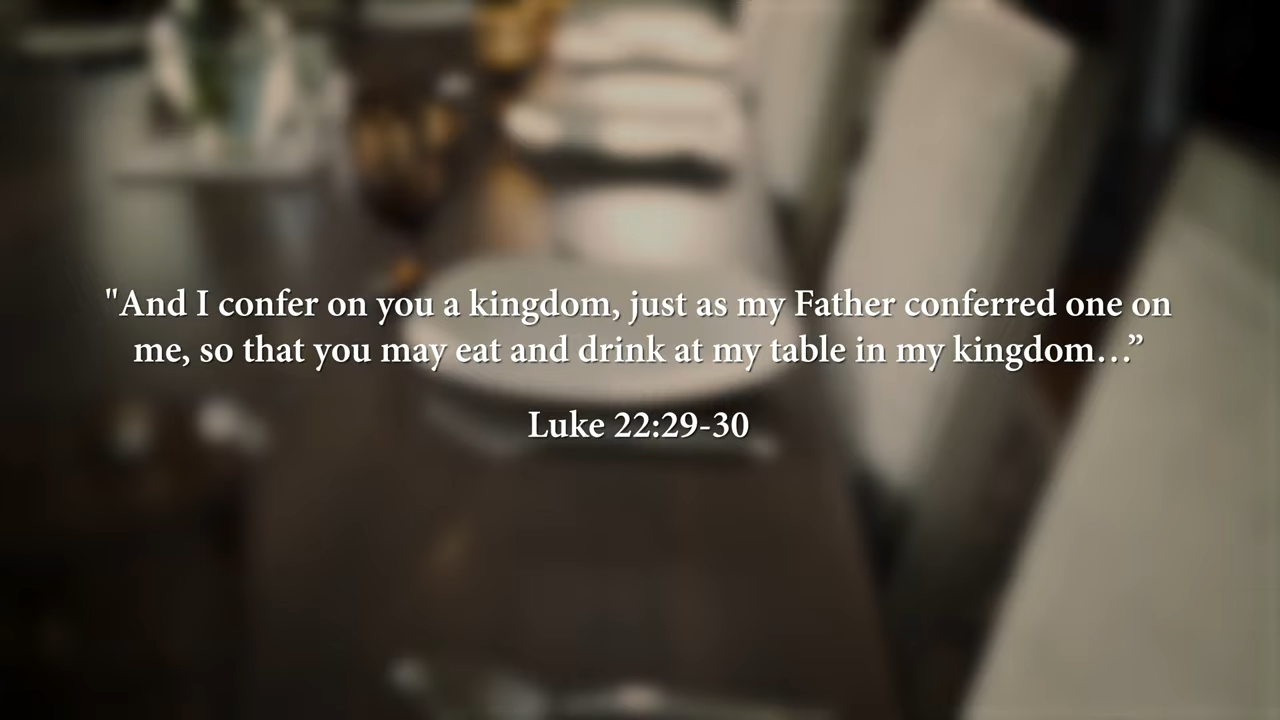 "And I confer on you a kingdom, just as my Father conferred one on
me, so that you may eat and drink at my table in my kingdom…”
Luke 22:29-30